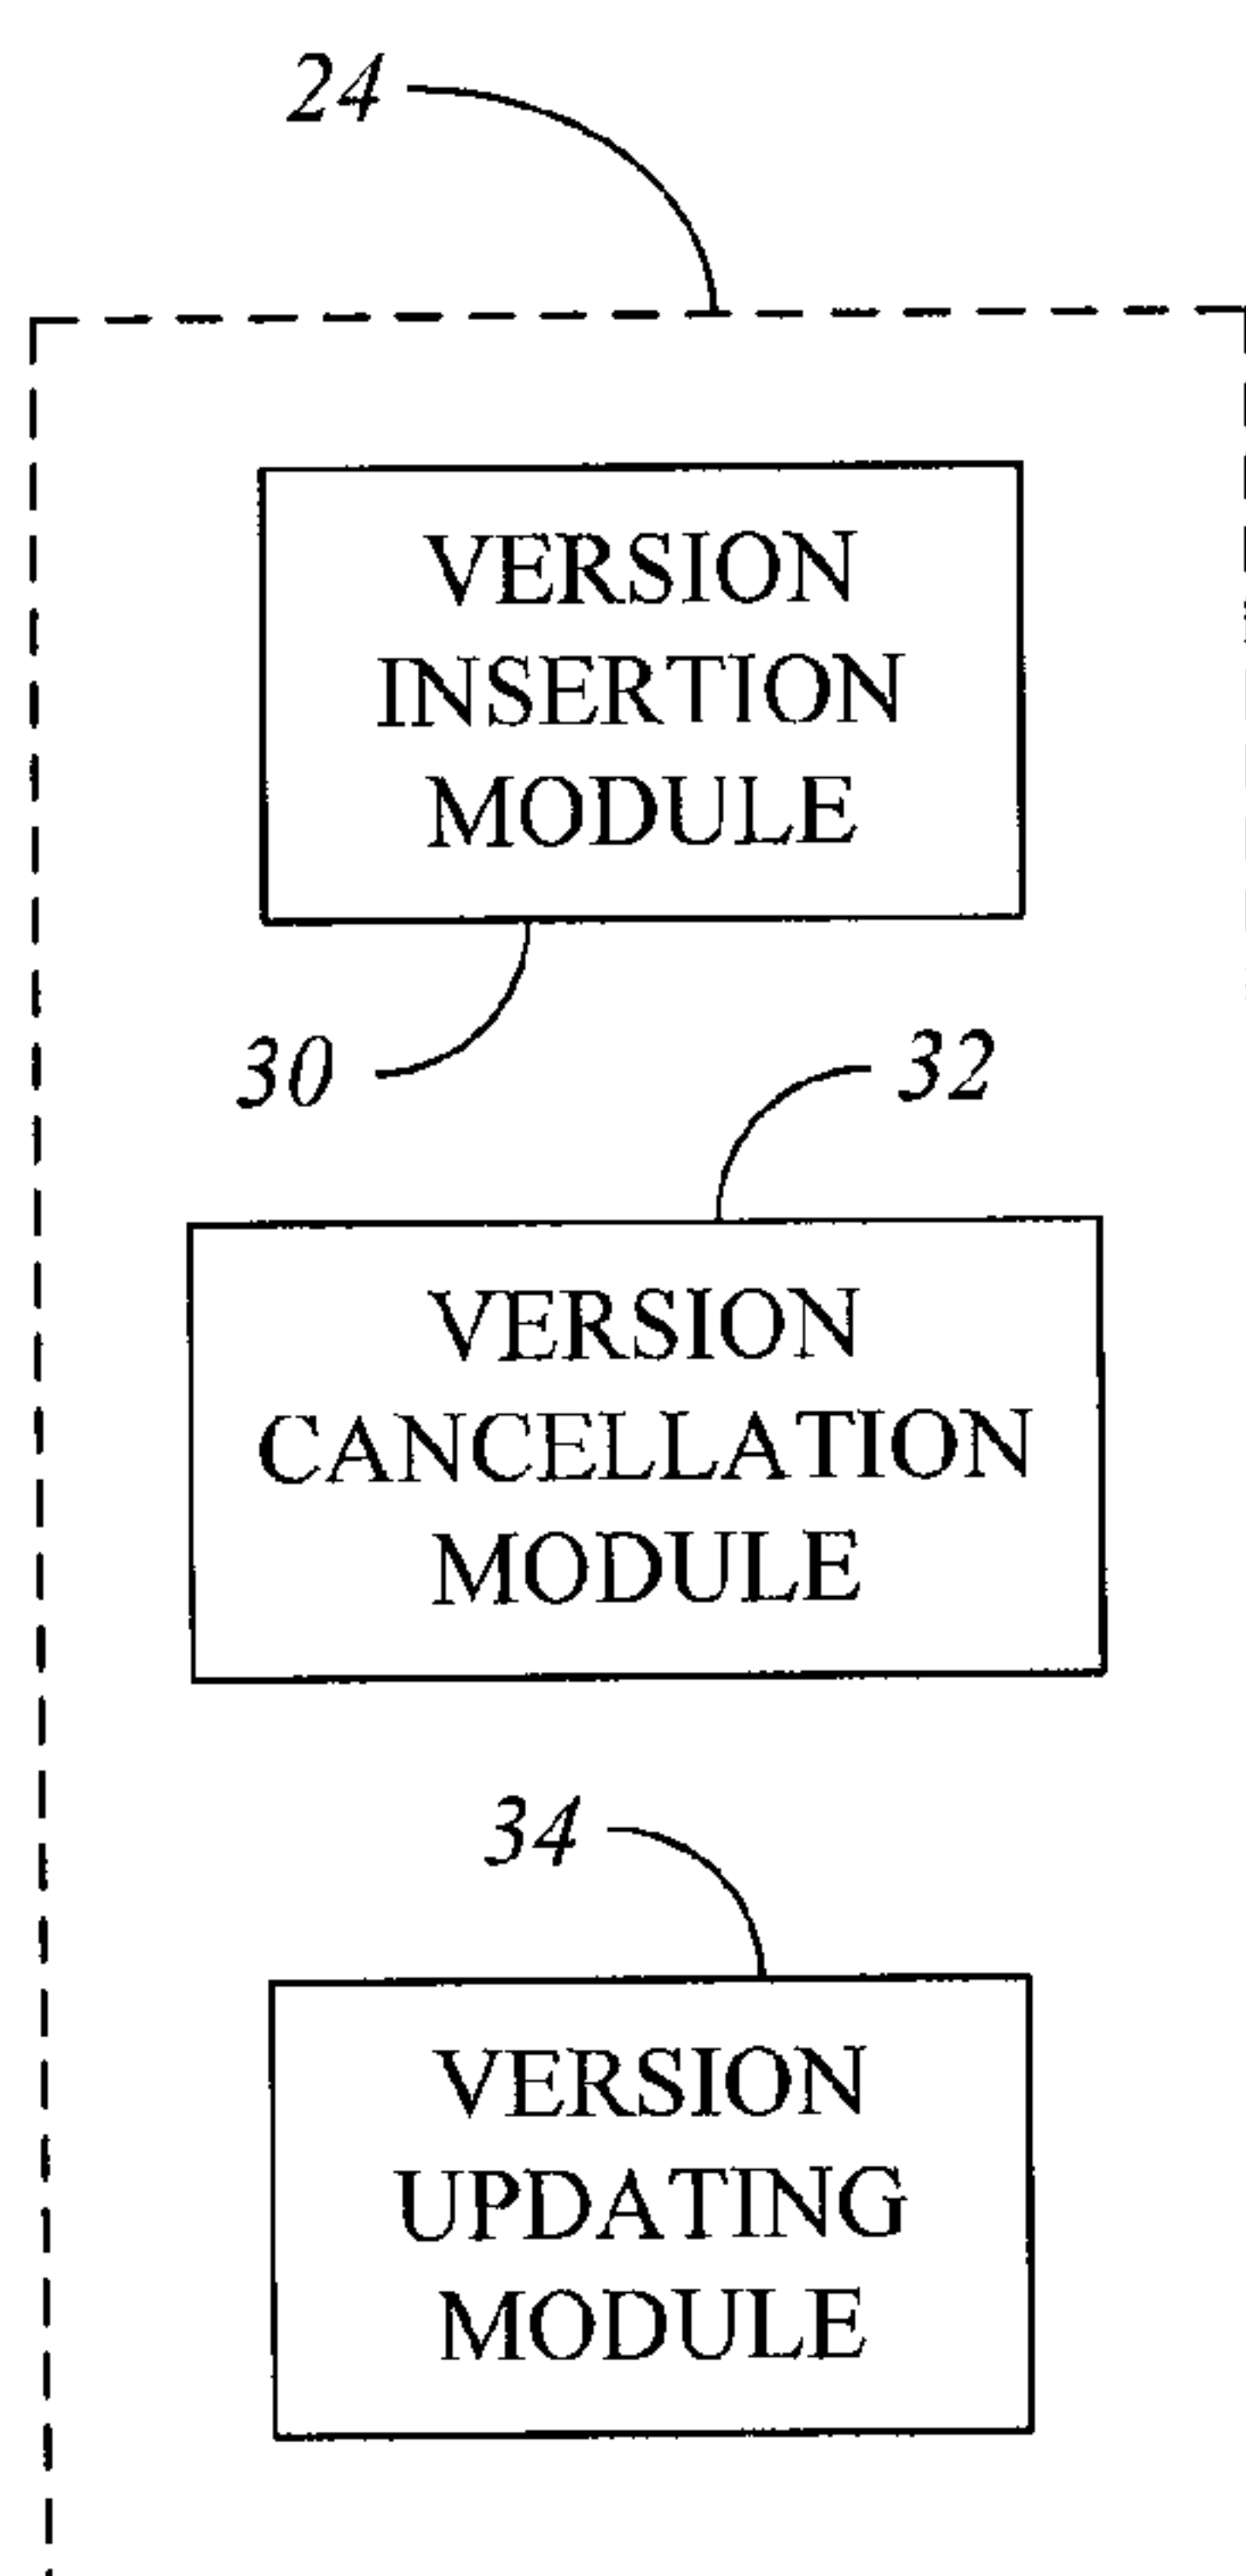 24
VERSION
INSERTION
MODULE
30
32
VERSION
CANCELLATION
MODULE
34
VERSION
UPDATING
MODULE